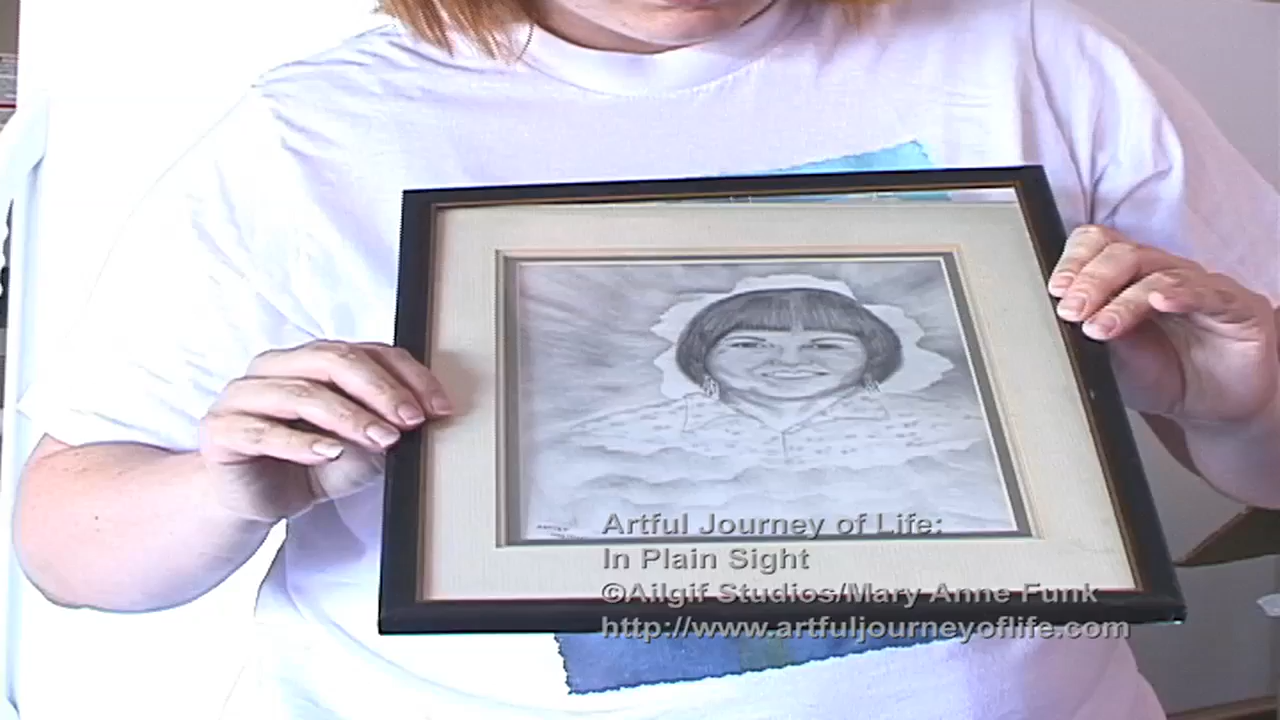 Artful Journey of Life:
In Plain Sight
©Ailgif Studios/Mary Anne Funk
http://www.artfuljourneyoflife.com